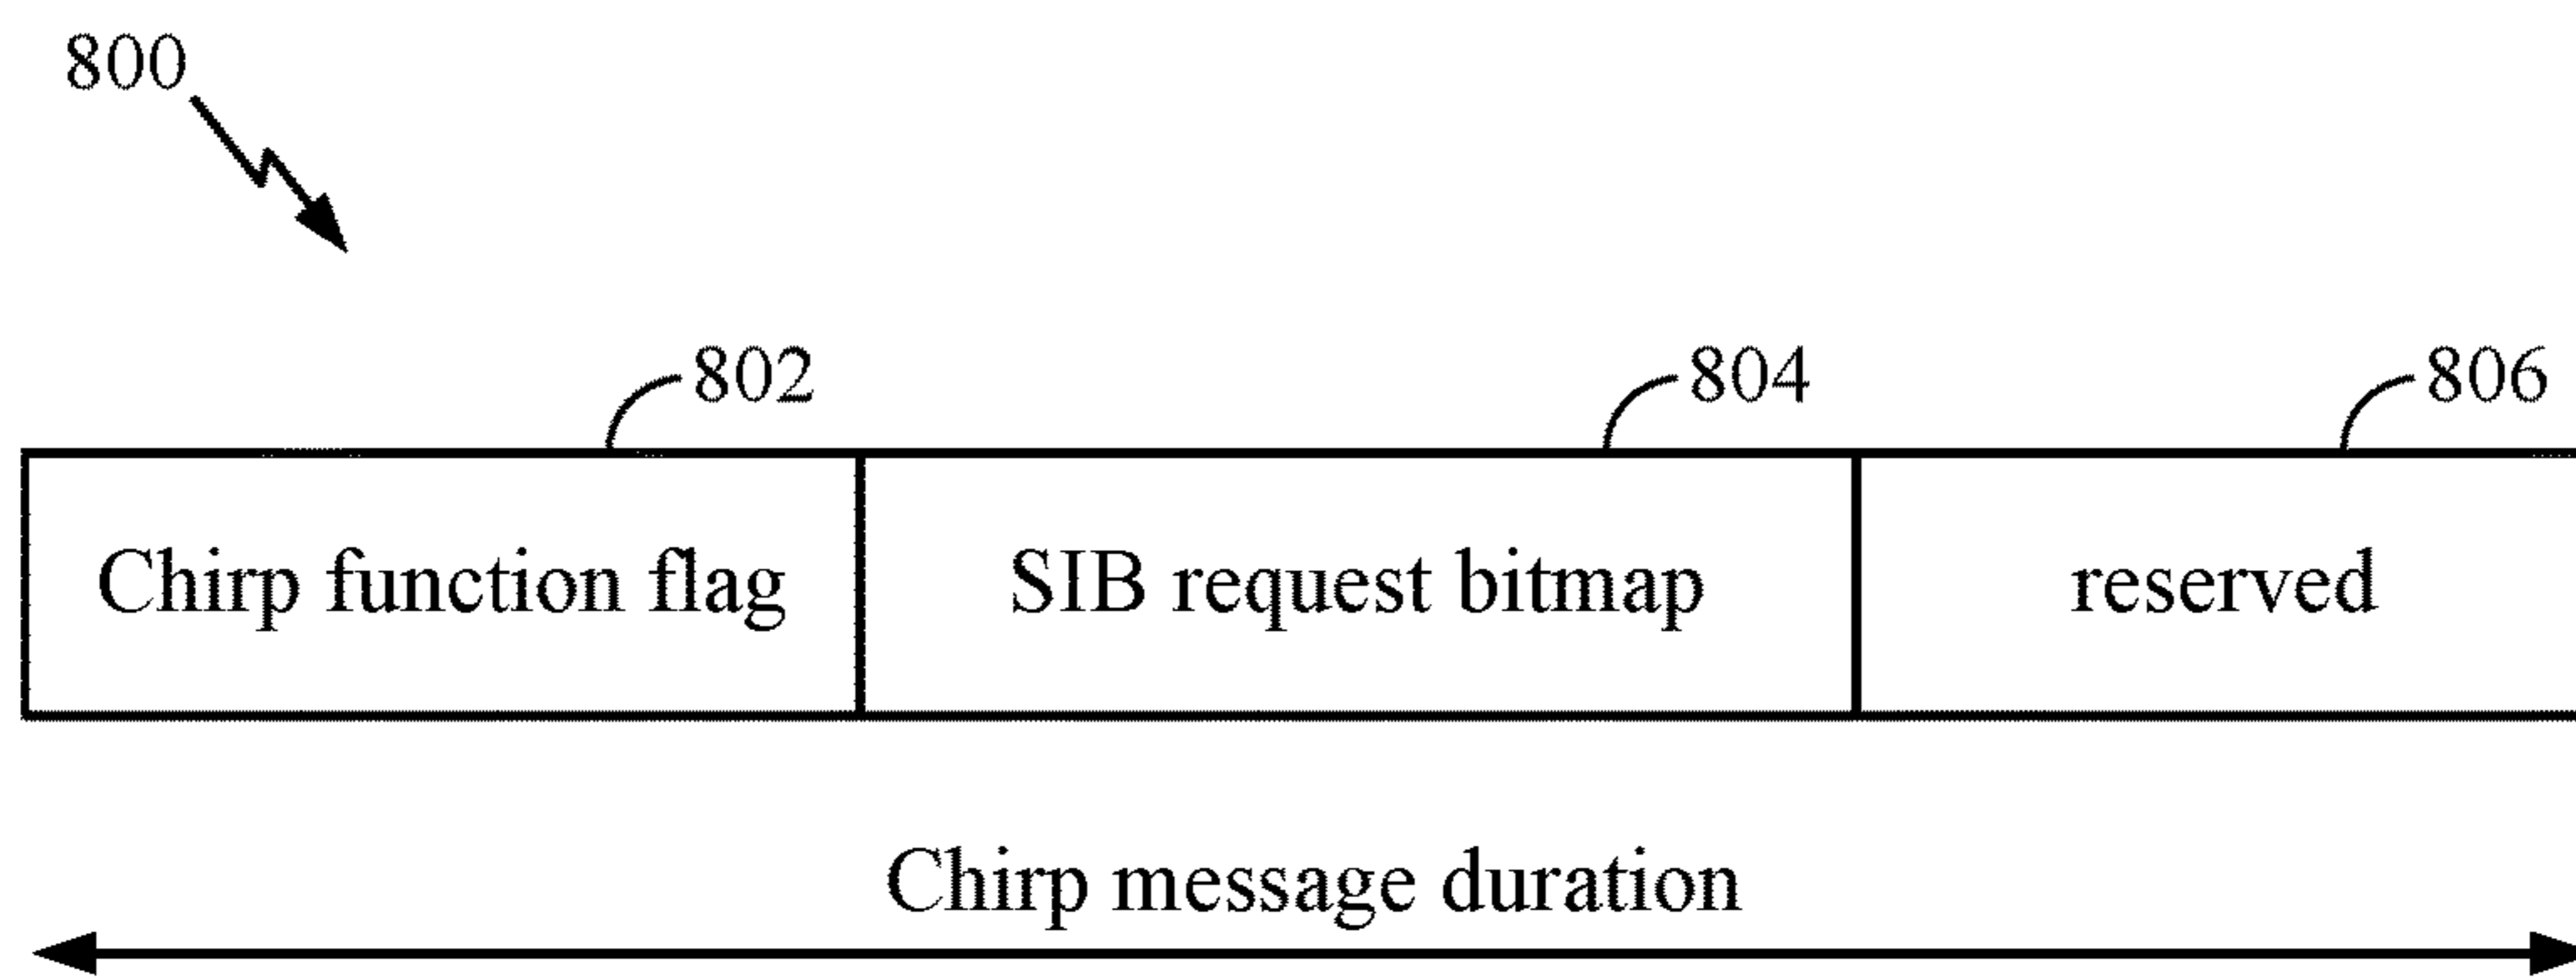 800
802
804
806
Chirp function flag
SIB request bitmap
reserved
Chirp message duration